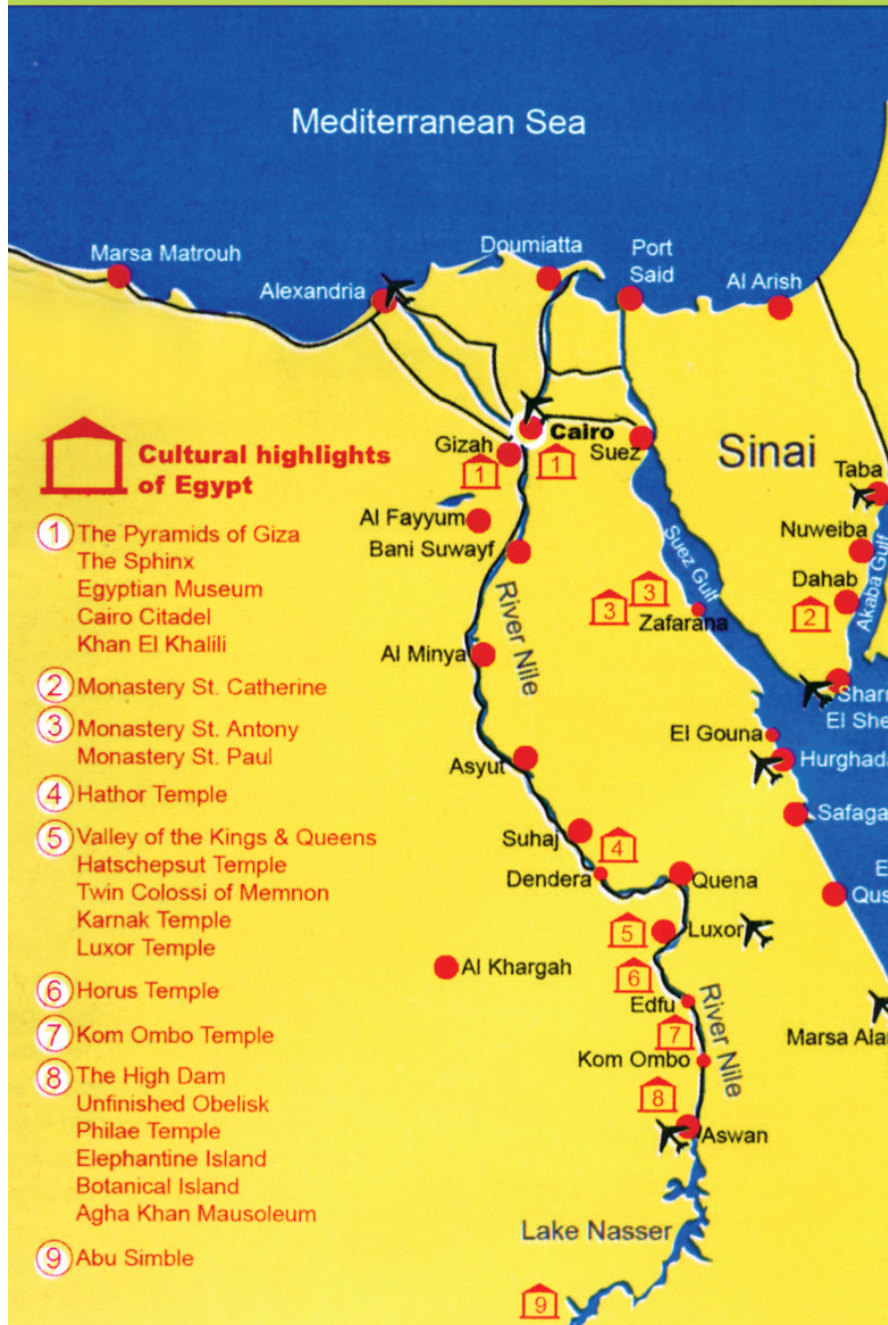 Mediterranean Sea
Marsa Matrouh
Alexandria
Doumiatta
Port
Said
Al Arish
Cairo
Gizah
1
1
Suez
Sinai
Taba
Cultural highlights
of Egypt
Al Fayyum
Bani Suwayf
Nuweiba
Dahab
2
Suez Gulf
Akaba Gulf
3
3
Zafarana
River Nile
Al Minya
1 The Pyramids of Giza
The Sphinx
Egyptian Museum
Cairo Citadel
Khan El Khalili
2 Monastery St. Catherine
3 Monastery St. Antony
Monastery St. Paul
4 Hathor Temple
5 Valley of the Kings & Queens
Hatschepsut Temple
Twin Colossi of Memnon
Karnak Temple
Luxor Temple
6 Horus Temple
7 Kom Ombo Temple
8 The High Dam
Unfinished Obelisk
Philae Temple
Elephantine Island
Botanical Island
Agha Khan Mausoleum
9 Abu Simble
El Gouna
Hurghada
Asyut
Safaga
Suhaj
4
Dendera
Quena
5
Luxor
Al Khargah
6
Edfu
7
River Nile
Kom Ombo
Marsa
8
Aswan
Lake Nasser
9